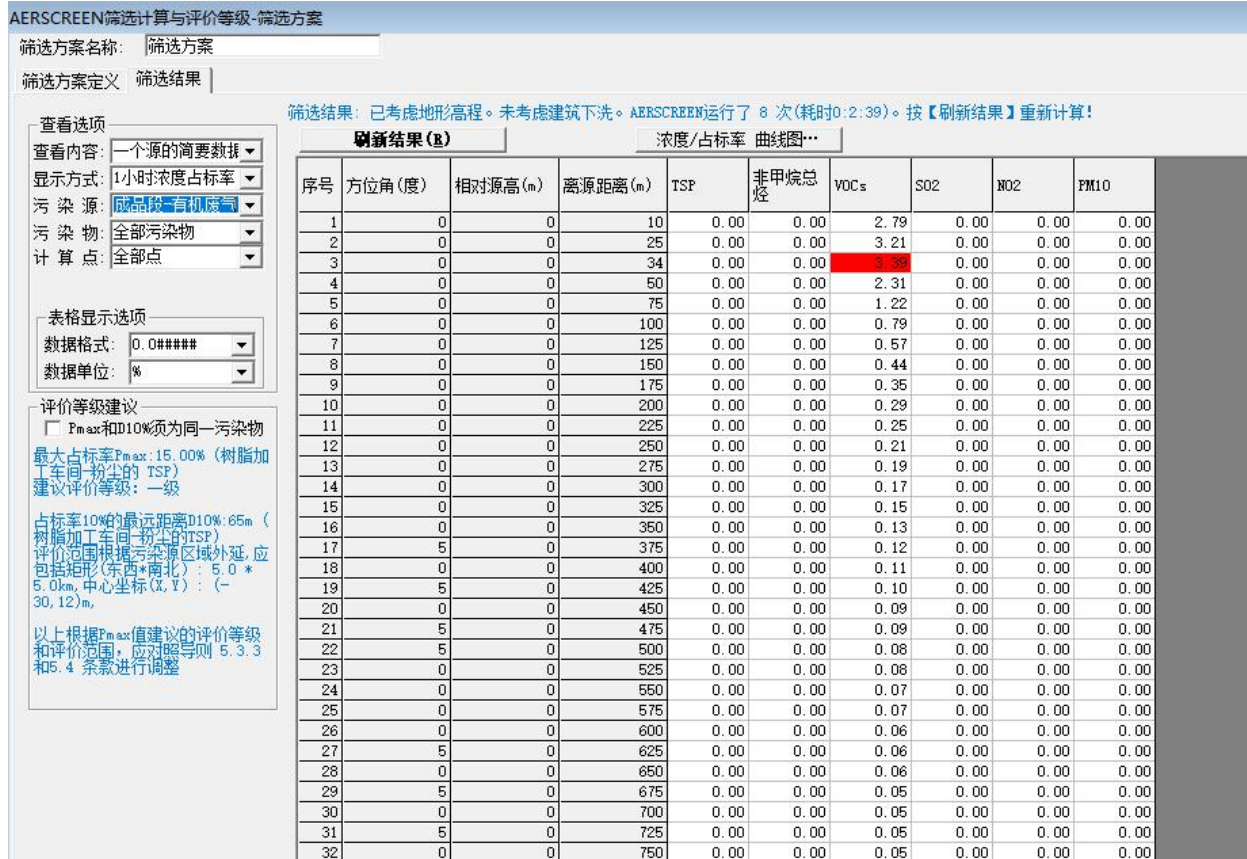 AERSCREEN筛选计算与评价等级-筛选方案
筛选方案名称: 筛选方案
筛选方案定义 筛选结果
筛选结果: 已考虑地形高程。未考虑建筑下洗。AERSCREEN运行了 8 次(耗时0:2:39)。按【刷新结果】重新计算!
刷新结果(R) 浓度/占标率 曲线图…
查看选项
查看内容: 一个源的简要数据
显示方式: 1小时浓度占标率
污 染 源: 成品段-有机废气
污 染 物: 全部污染物
计 算 点: 全部点
表格显示选项
数据格式: 0.0#####
数据单位: %
评价等级建议
Pmax和D10%须为同一污染物
最大占标率Pmax:15.00% (树脂加
工车间-粉尘的 TSP)
建议评价等级: 一级
占标率10%的最远距离D10%:65m (
树脂加工车间-粉尘的TSP)
评价范围根据污染源区域外延,应
包括矩形(东西*南北) : 5.0 *
5.0km,中心坐标(X,Y) : (-
30,12)m,
以上根据Pmax值建议的评价等级
和评价范围, 应对照导则 5.3.3
和5.4 条款进行调整
序号 方位角(度) 相对源高(m) 离源距离(m) TSP 非甲烷总烃 VOCs SO2 NO2 PM10
1 0 0 10 0.00 0.00 2.79 0.00 0.00 0.00
2 0 0 25 0.00 0.00 3.21 0.00 0.00 0.00
3 0 0 34 0.00 0.00 3.39 0.00 0.00 0.00
4 0 0 50 0.00 0.00 2.31 0.00 0.00 0.00
5 0 0 75 0.00 0.00 1.22 0.00 0.00 0.00
6 0 0 100 0.00 0.00 0.79 0.00 0.00 0.00
7 0 0 125 0.00 0.00 0.57 0.00 0.00 0.00
8 0 0 150 0.00 0.00 0.44 0.00 0.00 0.00
9 0 0 175 0.00 0.00 0.35 0.00 0.00 0.00
10 0 0 200 0.00 0.00 0.29 0.00 0.00 0.00
11 0 0 225 0.00 0.00 0.25 0.00 0.00 0.00
12 0 0 250 0.00 0.00 0.21 0.00 0.00 0.00
13 0 0 275 0.00 0.00 0.19 0.00 0.00 0.00
14 0 0 300 0.00 0.00 0.17 0.00 0.00 0.00
15 0 0 325 0.00 0.00 0.15 0.00 0.00 0.00
16 0 0 350 0.00 0.00 0.13 0.00 0.00 0.00
17 5 0 375 0.00 0.00 0.12 0.00 0.00 0.00
18 0 0 400 0.00 0.00 0.11 0.00 0.00 0.00
19 5 0 425 0.00 0.00 0.10 0.00 0.00 0.00
20 0 0 450 0.00 0.00 0.09 0.00 0.00 0.00
21 5 0 475 0.00 0.00 0.09 0.00 0.00 0.00
22 5 0 500 0.00 0.00 0.08 0.00 0.00 0.00
23 0 0 525 0.00 0.00 0.08 0.00 0.00 0.00
24 0 0 550 0.00 0.00 0.07 0.00 0.00 0.00
25 0 0 575 0.00 0.00 0.07 0.00 0.00 0.00
26 0 0 600 0.00 0.00 0.06 0.00 0.00 0.00
27 5 0 625 0.00 0.00 0.06 0.00 0.00 0.00
28 0 0 650 0.00 0.00 0.06 0.00 0.00 0.00
29 5 0 675 0.00 0.00 0.05 0.00 0.00 0.00
30 0 0 700 0.00 0.00 0.05 0.00 0.00 0.00
31 5 0 725 0.00 0.00 0.05 0.00 0.00 0.00
32 0 0 750 0.00 0.00 0.05 0.00 0.00 0.00